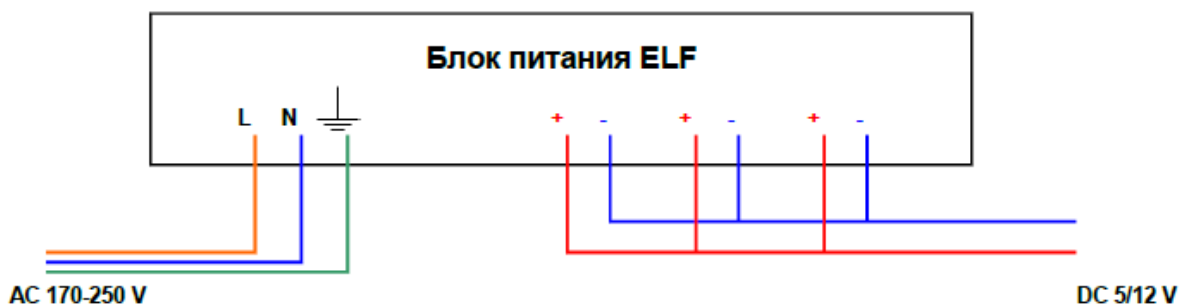 Блок питания ELF
L N + - + - + -
AC 170-250 V
DC 5/12 V